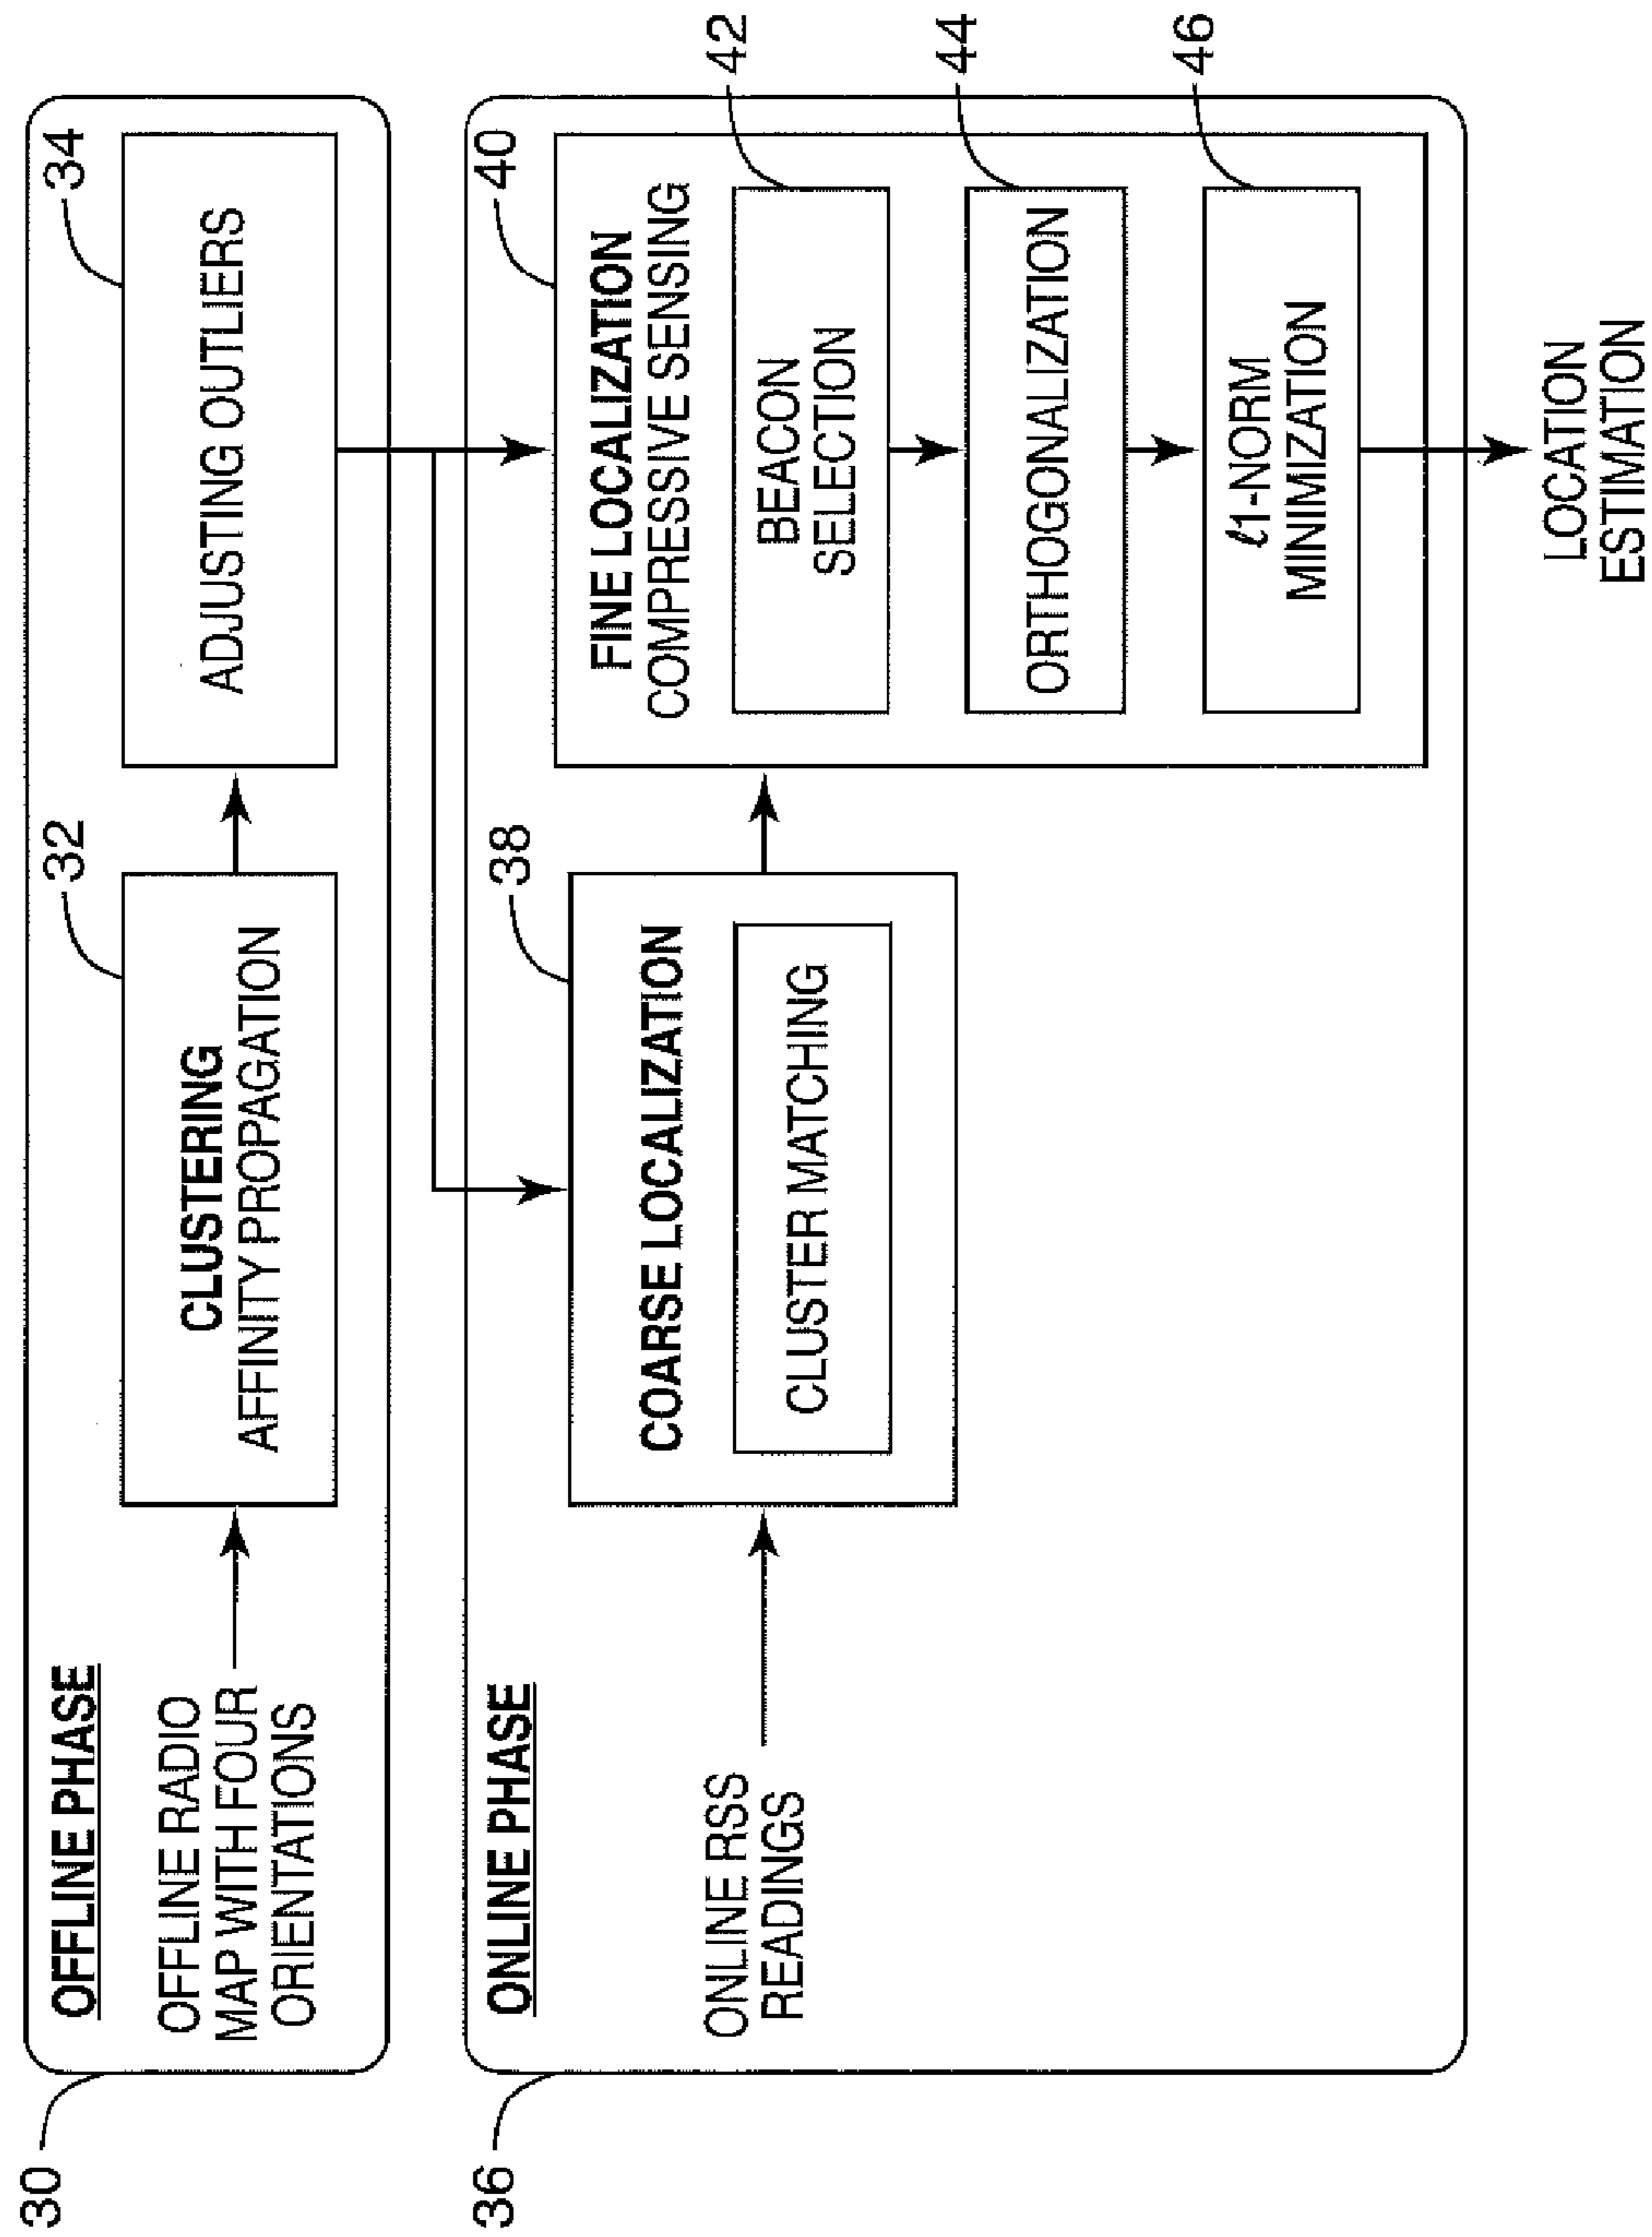 30
OFFLINE PHASE
OFFLINE RADIO
MAP WITH FOUR
ORIENTATIONS
32
CLUSTERING
AFFINITY PROPAGATION
34
ADJUSTING OUTLIERS
36
ONLINE PHASE
ONLINE RSS
READINGS
38
COARSE LOCALIZATION
CLUSTER MATCHING
40
FINE LOCALIZATION
COMPRESSIVE SENSING
42
BEACON
SELECTION
44
ORTHOGONALIZATION
46
ℓ1-NORM
MINIMIZATION
LOCATION
ESTIMATION